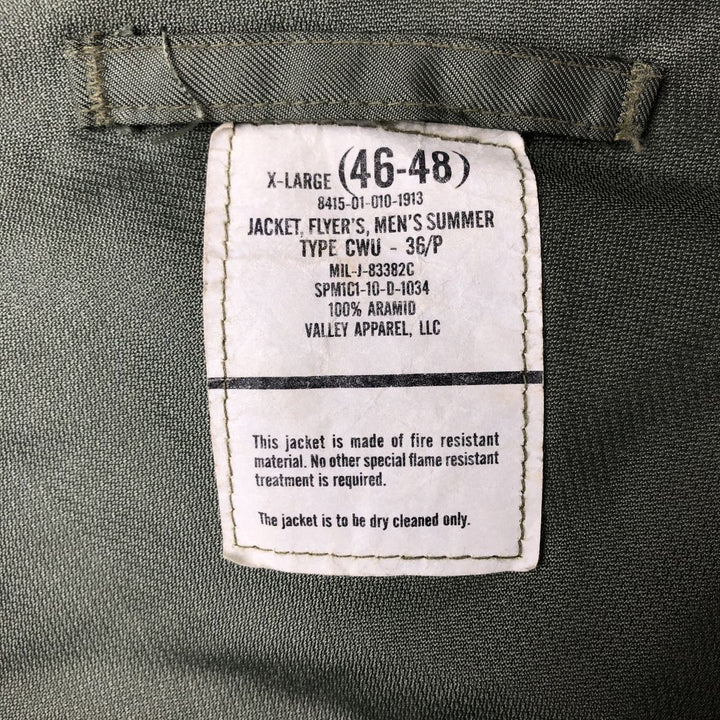 X-LARGE (46-48)
8415-01-010-1913
JACKET, FLYER'S, MEN'S SUMMER
TYPE CWU - 36/P
MIL-J-83382C
SPM1C1-10-D-1034
100% ARAMID
VALLEY APPAREL, LLC
This jacket is made of fire resistant
material. No other special flame resistant
treatment is required.
The jacket is to be dry cleaned only.